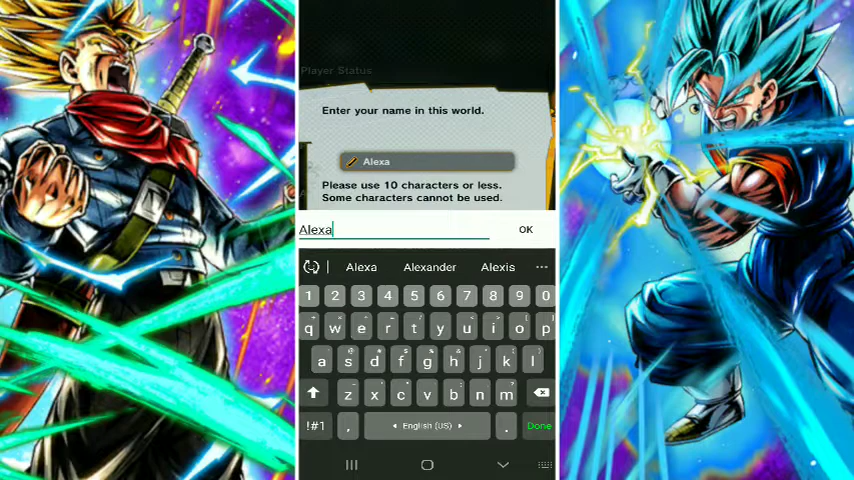 Player Status
Enter your name in this world.
Alexa
Please use 10 characters or less.
Some characters cannot be used.
Alexa OK
Alexa Alexander Alexis ...
1 2 3 4 5 6 7 8 9 0
q w e r t y u i o p
a s d f g h j k l
z x c v b n m
!#1 , English (US) . Done